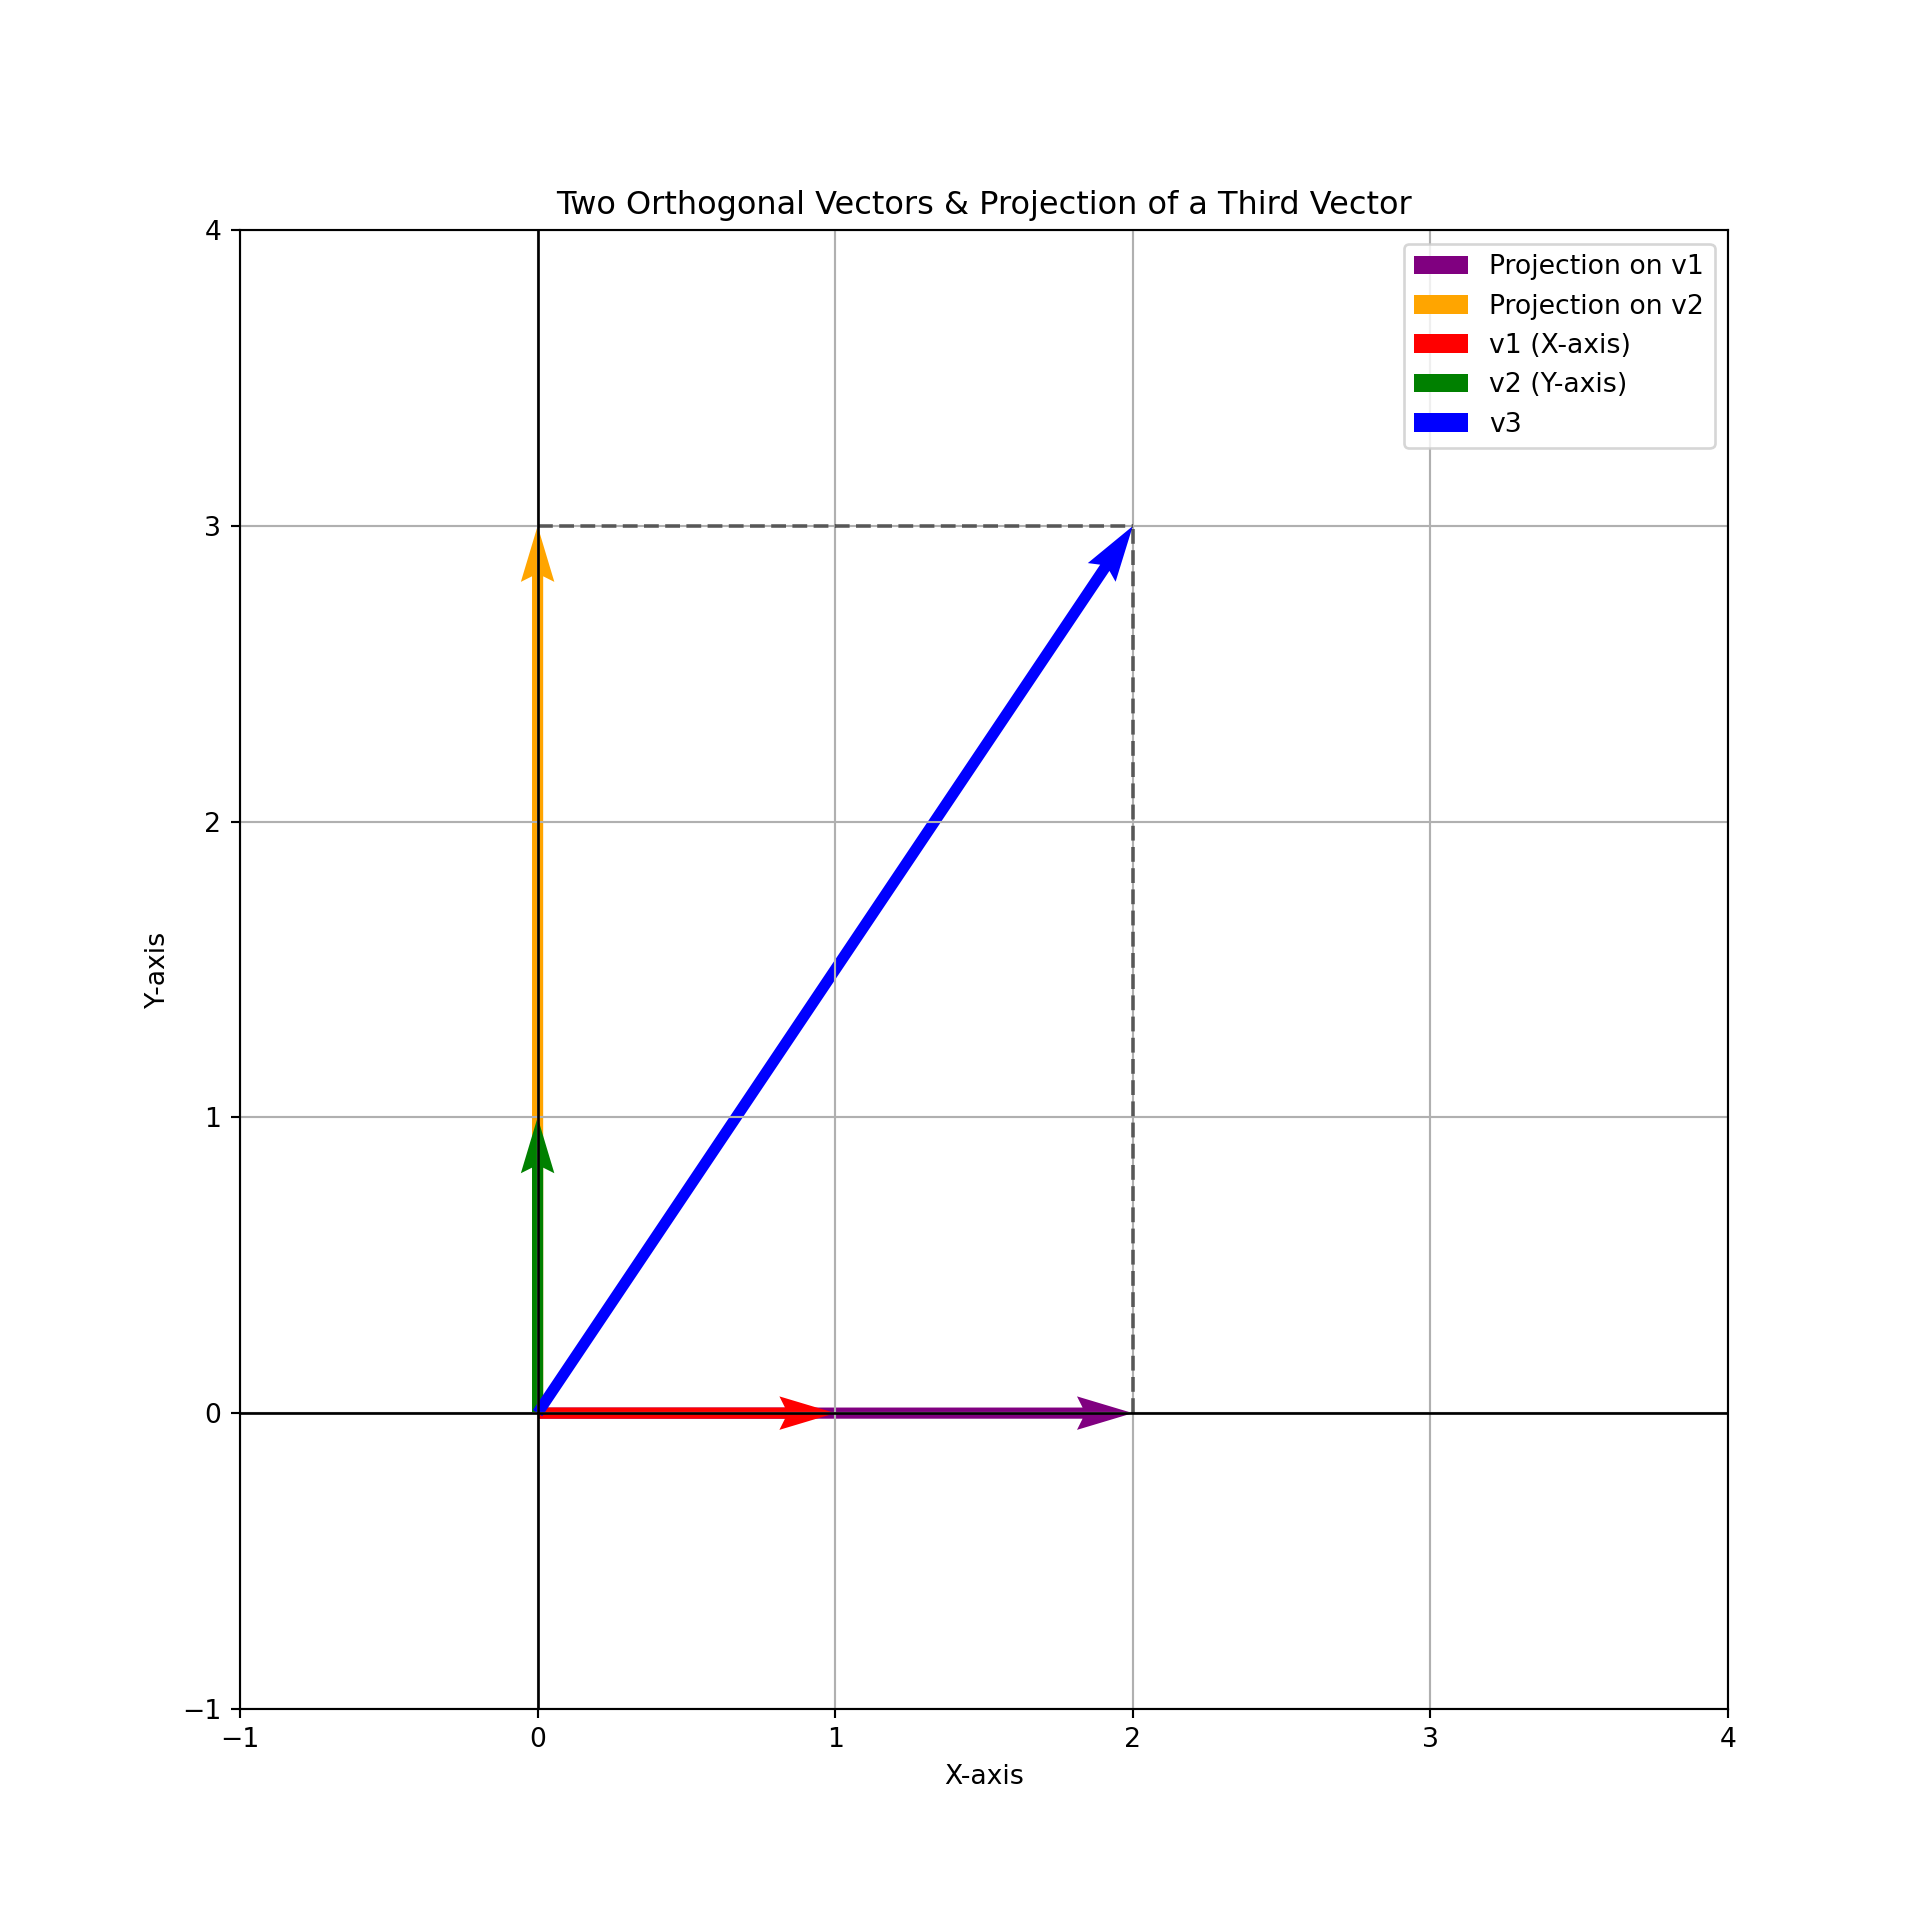 Two Orthogonal Vectors & Projection of a Third Vector
4
3
2
1
0
−1
Y-axis
Projection on v1
Projection on v2
v1 (X-axis)
v2 (Y-axis)
v3
−1 0 1 2 3 4
X-axis